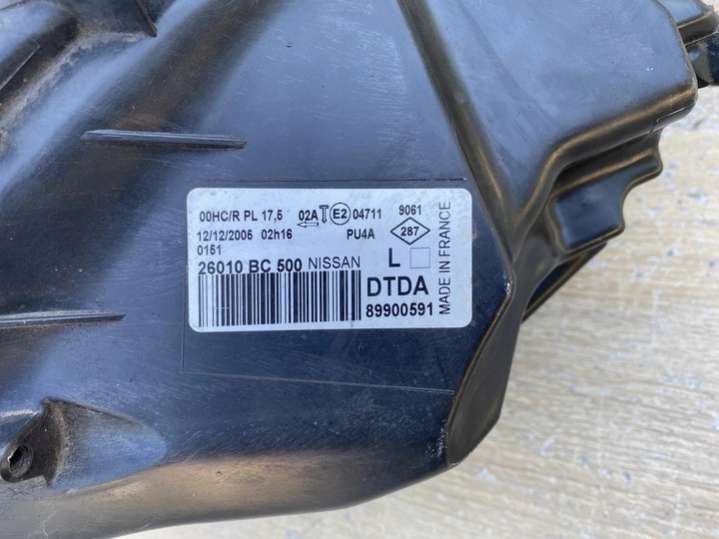 00HC/R PL 17,5 02A T E2 04711 9061
12/12/2005 02h16 PU4A 287
0151
26010 BC 500 NISSAN L
DTDA
89900591
MADE IN FRANCE